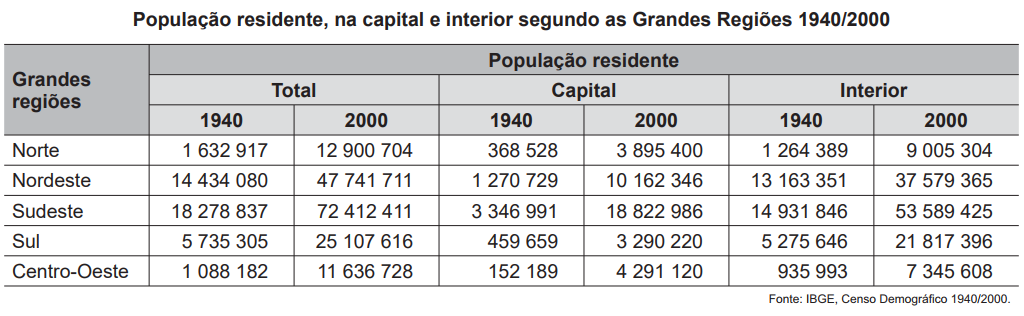 População residente, na capital e interior segundo as Grandes Regiões 1940/2000
Grandes regiões
População residente
Total Capital Interior
1940 2000 1940 2000 1940 2000
Norte 1 632 917 12 900 704 368 528 3 895 400 1 264 389 9 005 304
Nordeste 14 434 080 47 741 711 1 270 729 10 162 346 13 163 351 37 579 365
Sudeste 18 278 837 72 412 411 3 346 991 18 822 986 14 931 846 53 589 425
Sul 5 735 305 25 107 616 459 659 3 290 220 5 275 646 21 817 396
Centro-Oeste 1 088 182 11 636 728 152 189 4 291 120 935 993 7 345 608
Fonte: IBGE, Censo Demográfico 1940/2000.